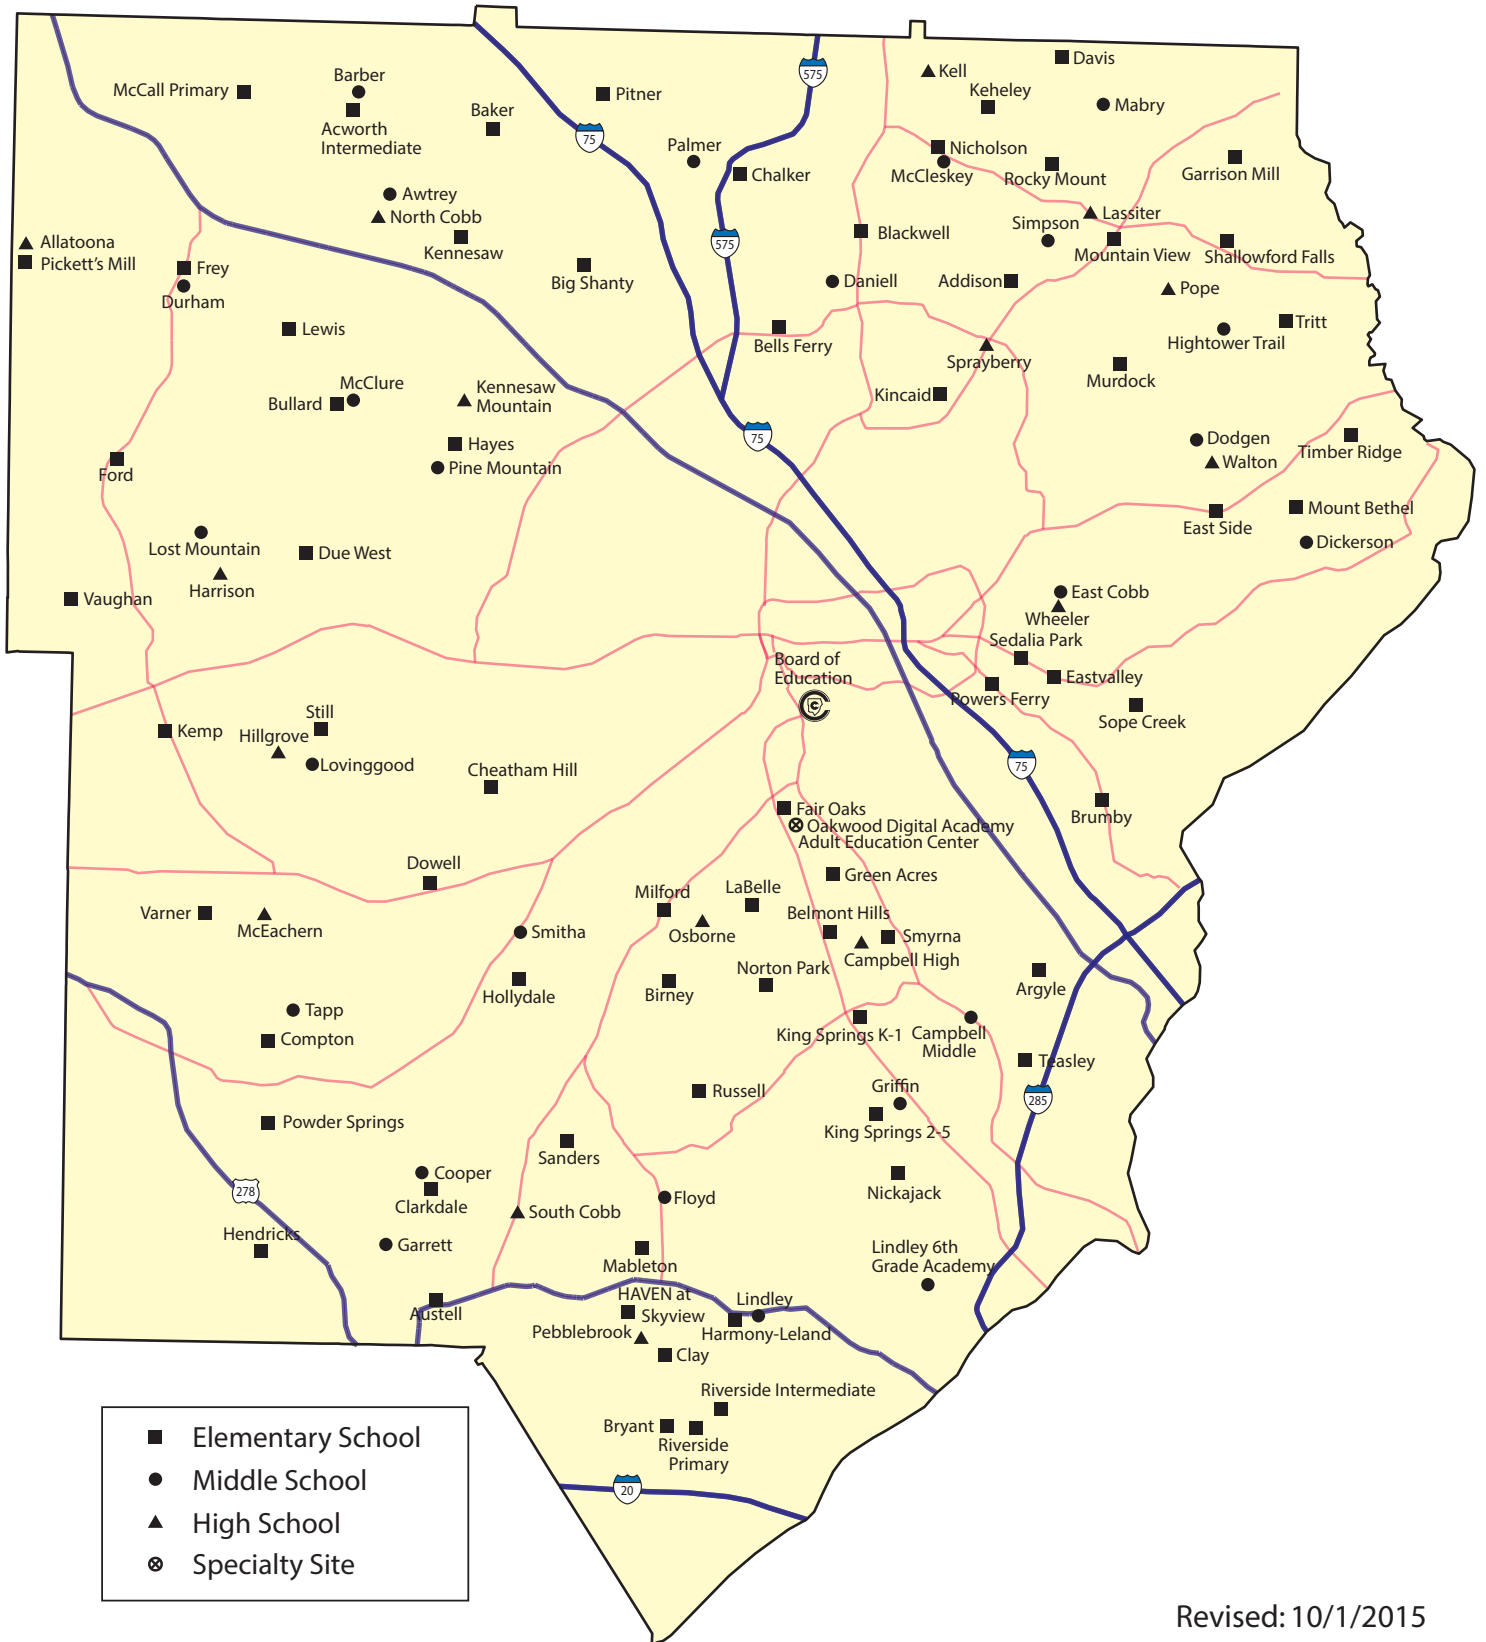 575
Davis
Kell
Barber
McCall Primary
Keheley
Pitner
Mabry
Baker
Acworth
Intermediate
75
Palmer
Nicholson
Chalker
McCleskey
Rocky Mount
Garrison Mill
Awtrey
North Cobb
Lassiter
Simpson
Blackwell
Allatoona
575
Kennesaw
Mountain View
Shallowford Falls
Pickett's Mill
Frey
Big Shanty
Daniell
Addison
Pope
Durham
Lewis
Tritt
Bells Ferry
Hightower Trail
Sprayberry
McClure
Kennesaw
Mountain
Murdock
Bullard
Kincaid
75
Hayes
Dodgen
Pine Mountain
Timber Ridge
Walton
Ford
Mount Bethel
East Side
Lost Mountain
Due West
Dickerson
Harrison
Vaughan
East Cobb
Wheeler
Sedalia Park
Board of
Education
C
Eastvalley
Powers Ferry
Sope Creek
Still
Kemp
Hillgrove
Lovinggood
75
Cheatham Hill
Fair Oaks
Brumby
Oakwood Digital Academy
Adult Education Center
Dowell
Green Acres
LaBelle
Milford
Varner
Belmont Hills
McEachern
Smitha
Osborne
Smyrna
Campbell High
Norton Park
Argyle
Hollydale
Birney
Tapp
King Springs K-1
Campbell
Middle
Compton
Teasley
Griffin
Russell
285
Powder Springs
King Springs 2-5
Sanders
Cooper
278
Clarkdale
Nickajack
Floyd
South Cobb
Hendricks
Garrett
Lindley 6th
Grade Academy
Mableton
HAVEN at
Skyview
Lindley
Austell
Pebblebrook
Harmony-Leland
Clay
Riverside Intermediate
Bryant
Riverside
Primary
20
Elementary School
Middle School
High School
Specialty Site
Revised: 10/1/2015